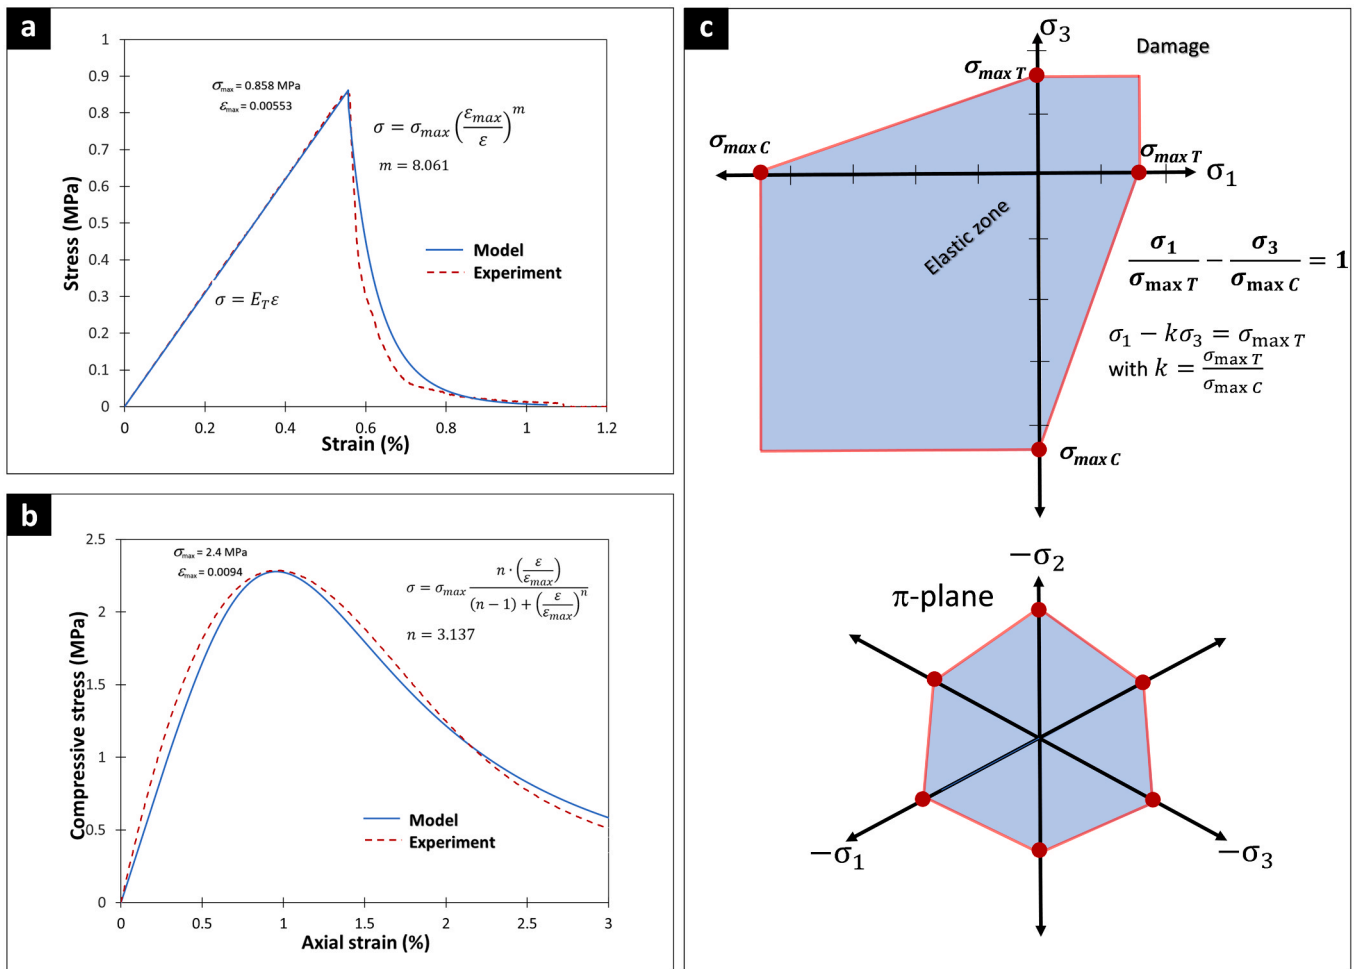 a
1
0.9
0.8
0.7
0.6
0.5
0.4
0.3
0.2
0.1
0
0
0.2
0.4
0.6
0.8
1
1.2
Stress (MPa)
Strain (%)
σmax = 0.858 MPa
εmax = 0.00553
σ = σmax (εmax/ε)^m
m = 8.061
Model
Experiment
σ = E_T ε
b
2.5
2
1.5
1
0.5
0
0
0.5
1
1.5
2
2.5
3
Compressive stress (MPa)
Axial strain (%)
σmax = 2.4 MPa
εmax = 0.0094
σ = σmax n · (ε/εmax) / ((n − 1) + (ε/εmax)^n)
n = 3.137
Model
Experiment
c
σ3
Damage
σmax T
σmax C
σmax T
σ1
Elastic zone
σ1/σmax T − σ3/σmax C = 1
σ1 − kσ3 = σmax T
with k = σmax T/σmax C
σmax C
−σ2
π-plane
−σ1
−σ3